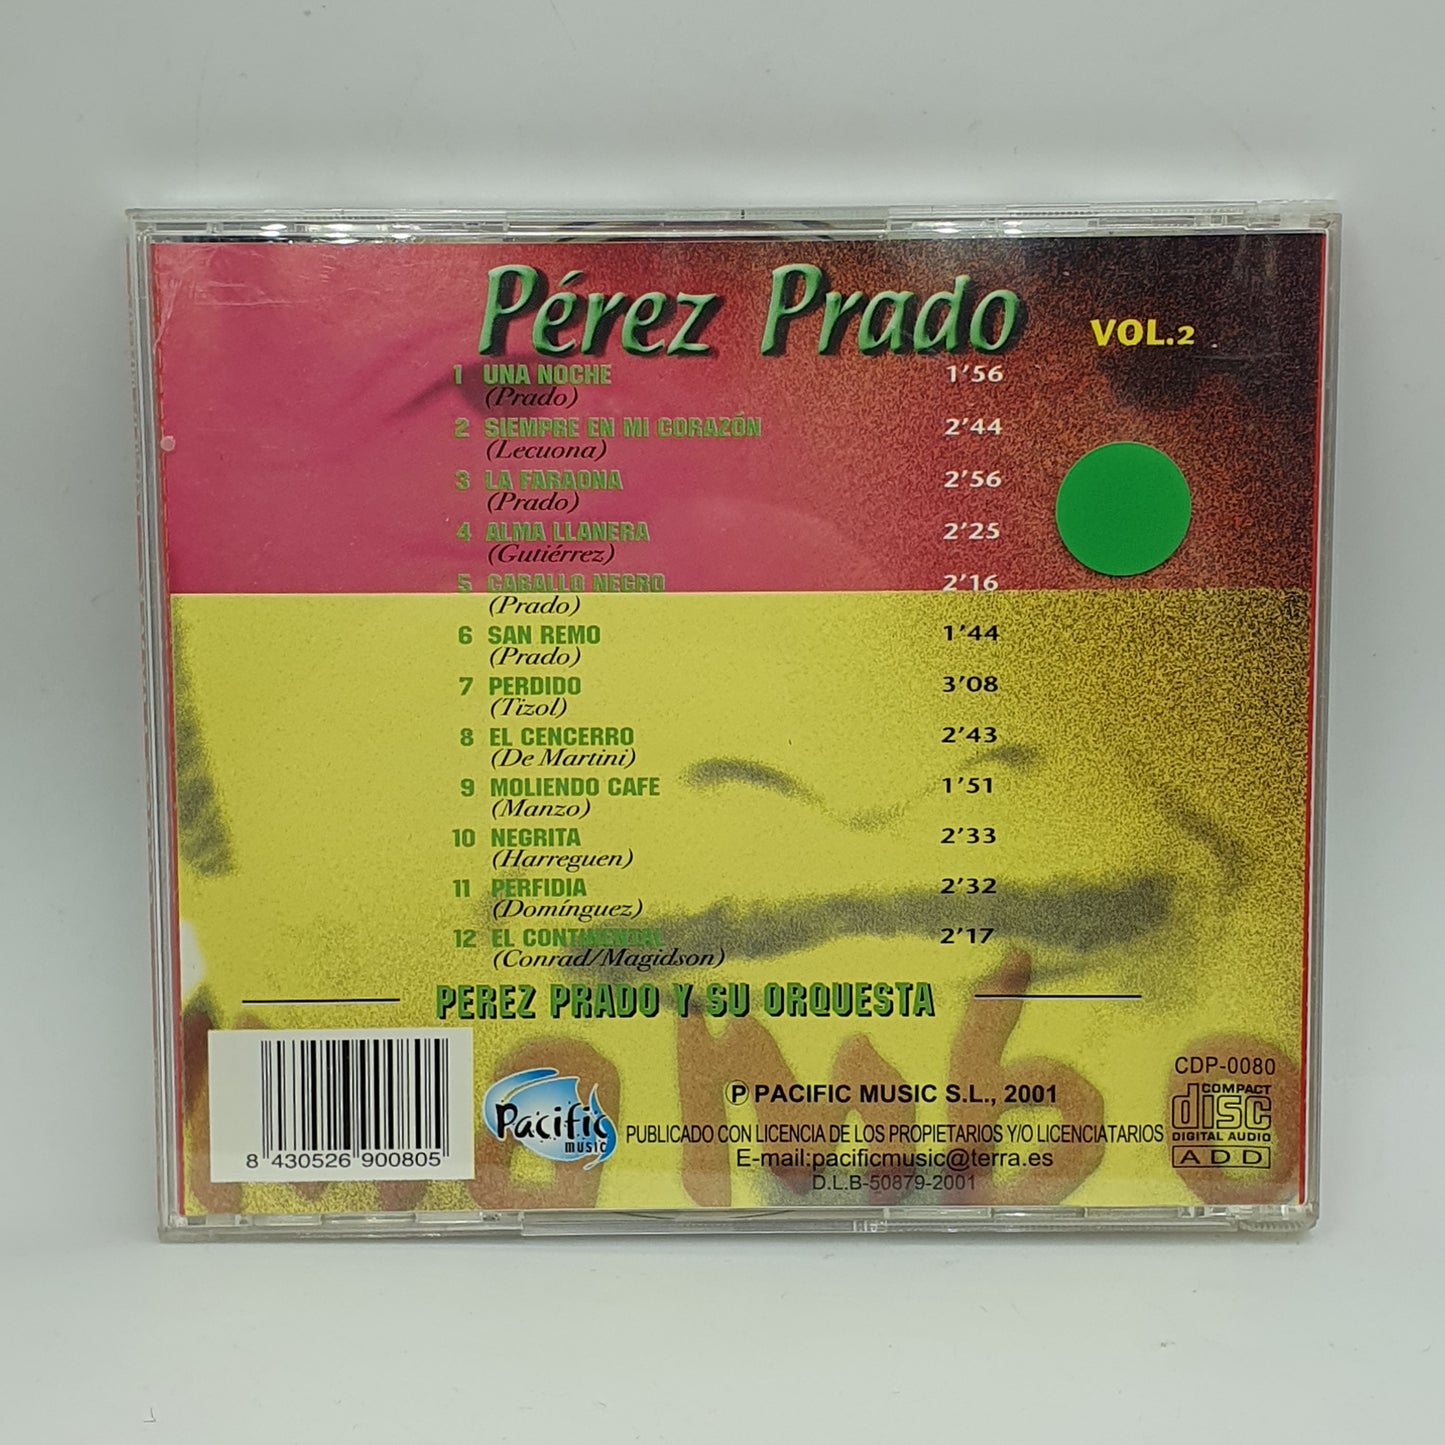 Pérez Prado VOL.2
1 UNA NOCHE 1'56
(Prado)
2 SIEMPRE EN MI CORAZÓN 2'44
(Lecuona)
3 LA FARAONA 2'56
(Prado)
4 ALMA LLANERA 2'25
(Gutiérrez)
5 CABALLO NEGRO 2'16
(Prado)
6 SAN REMO 1'44
(Prado)
7 PERDIDO 3'08
(Tizol)
8 EL CENCERRO 2'43
(De Martini)
9 MOLIENDO CAFE 1'51
(Manzo)
10 NEGRITA 2'33
(Harreguen)
11 PERFIDIA 2'32
(Domínguez)
12 EL CONTINENTAL 2'17
(Conrad/Magidson)
PEREZ PRADO Y SU ORQUESTA
mambo
8 430526 900805
Pacific
music
Ⓟ PACIFIC MUSIC S.L., 2001
PUBLICADO CON LICENCIA DE LOS PROPIETARIOS Y/O LICENCIATARIOS
E-mail:pacificmusic@terra.es
D.L.B-50879-2001
CDP-0080
COMPACT
disc
DIGITAL AUDIO
ADD